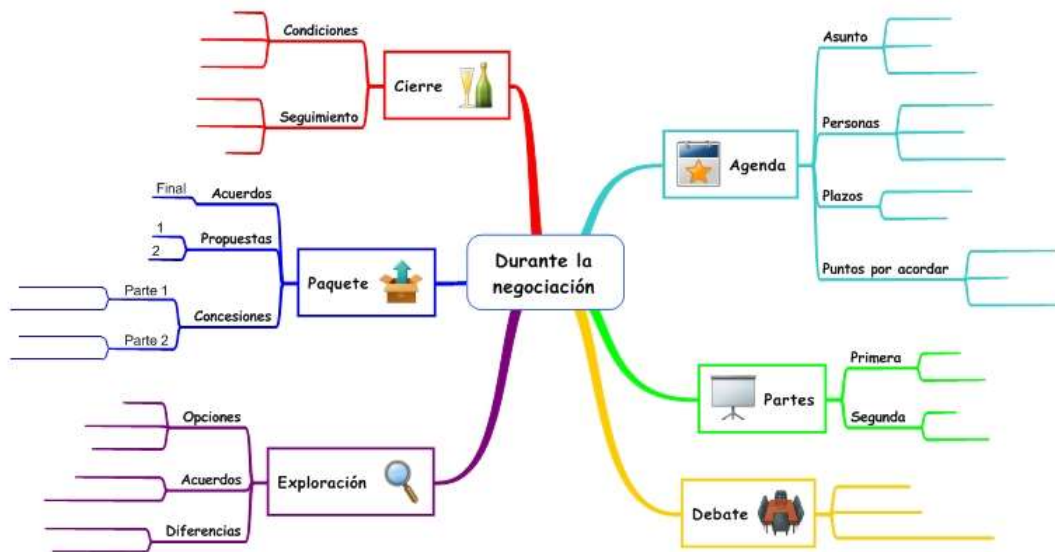 Durante la
negociación
Agenda
Asunto
Personas
Plazos
Puntos por acordar
Partes
Primera
Segunda
Debate
Exploración
Opciones
Acuerdos
Diferencias
Paquete
Acuerdos
Final
Propuestas
1
2
Concesiones
Parte 1
Parte 2
Cierre
Condiciones
Seguimiento